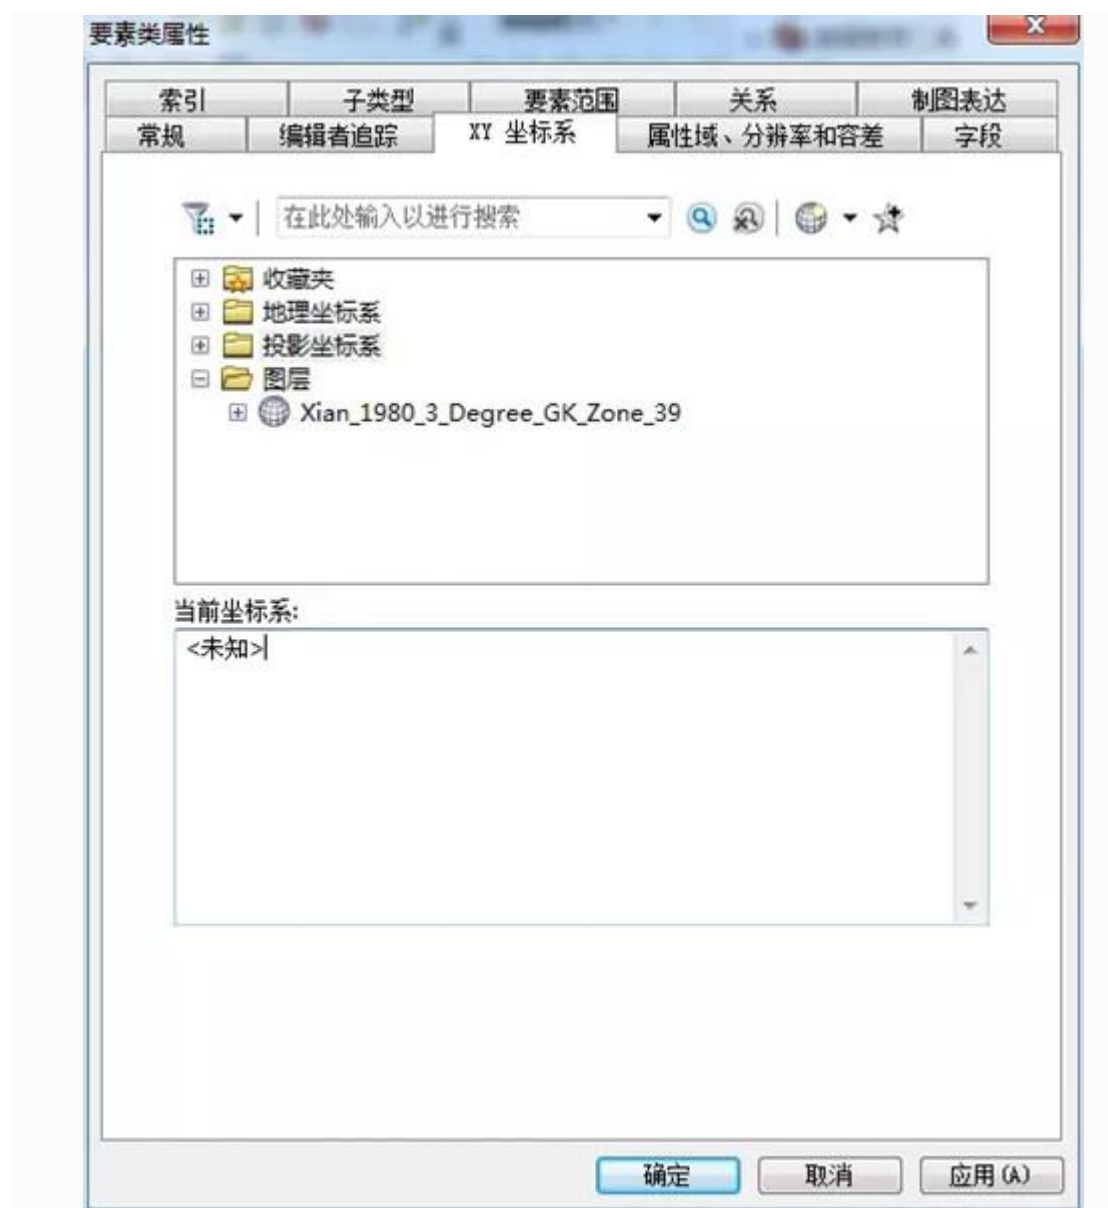 要素类属性
索引 子类型 要素范围 关系 制图表达
常规 编辑者追踪 XY 坐标系 属性域、分辨率和容差 字段
在此处输入以进行搜索
收藏夹
地理坐标系
投影坐标系
图层
Xian_1980_3_Degree_GK_Zone_39
当前坐标系:
<未知>
确定 取消 应用(A)